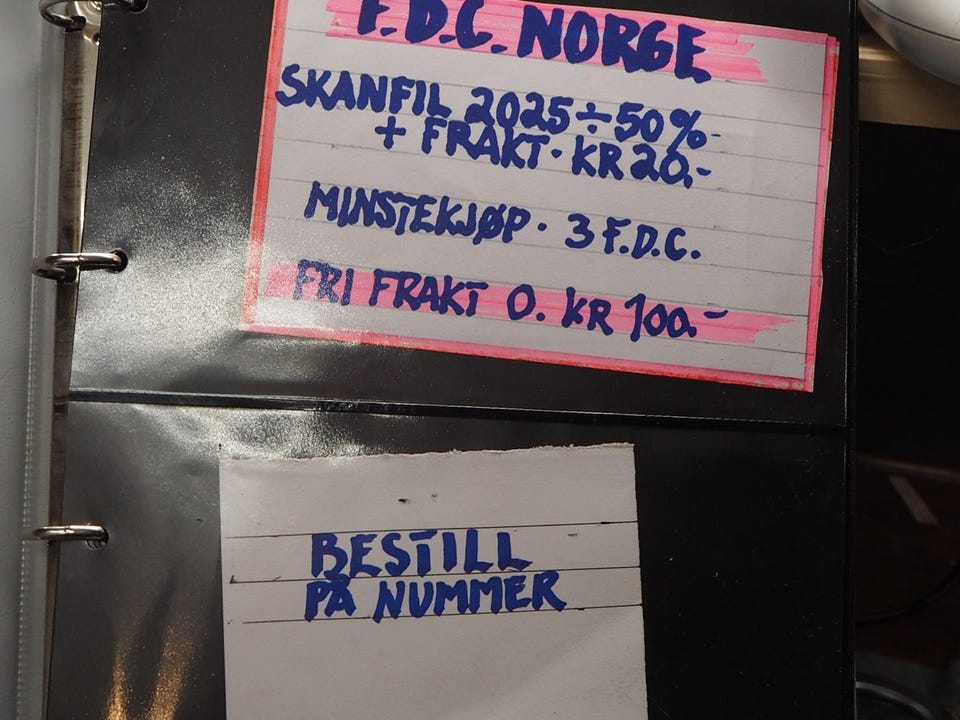 F.D.C. NORGE
SKANFIL 2025 ÷ 50%
+ FRAKT · KR 20,-
MINSTEKJØP · 3 F.D.C.
FRI FRAKT O. KR 100.-
BESTILL
PÅ NUMMER